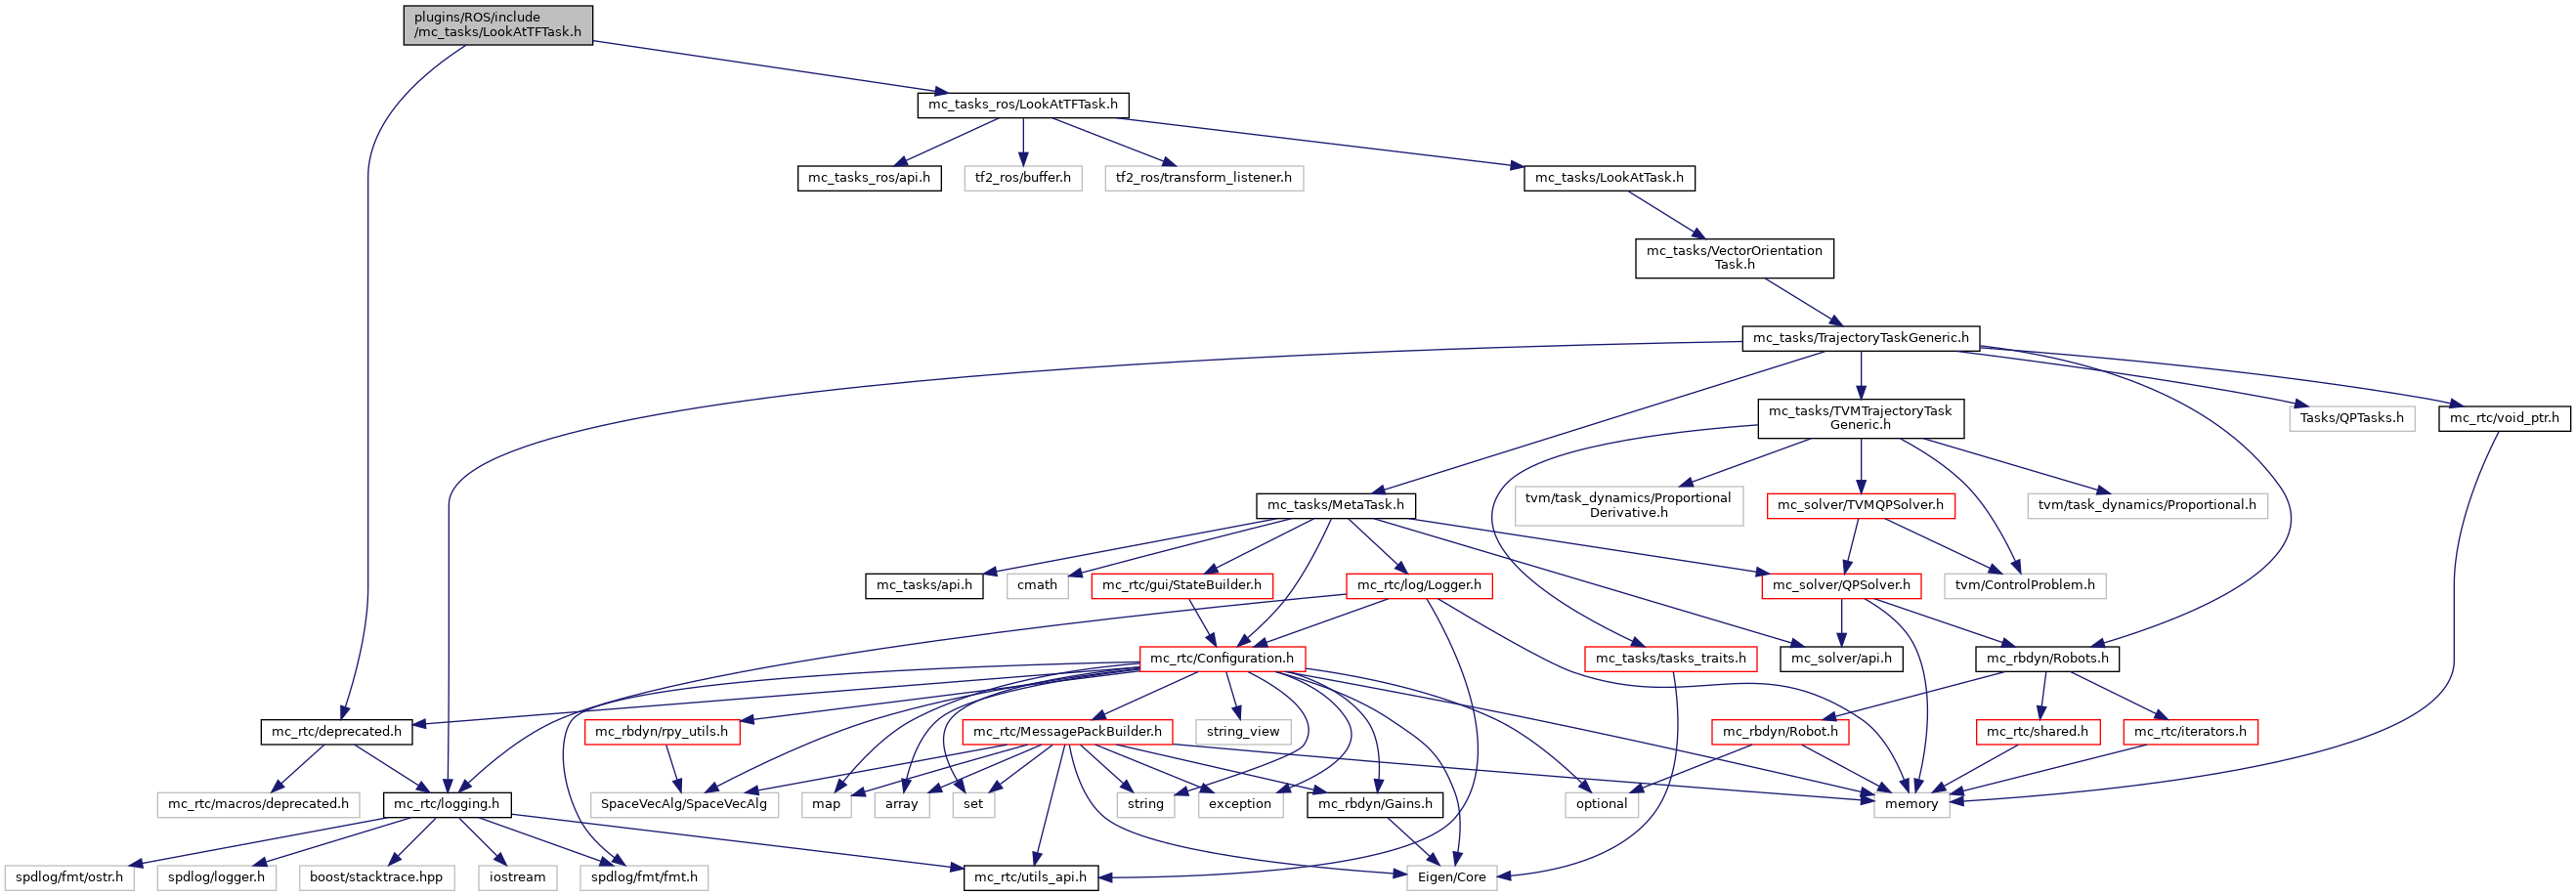 plugins/ROS/include
/mc_tasks/LookAtTFTask.h
mc_tasks_ros/LookAtTFTask.h
mc_tasks_ros/api.h
tf2_ros/buffer.h
tf2_ros/transform_listener.h
mc_tasks/LookAtTask.h
mc_tasks/VectorOrientation
Task.h
mc_tasks/TrajectoryTaskGeneric.h
mc_tasks/TVMTrajectoryTask
Generic.h
Tasks/QPTasks.h
mc_rtc/void_ptr.h
mc_tasks/MetaTask.h
tvm/task_dynamics/Proportional
Derivative.h
mc_solver/TVMQPSolver.h
tvm/task_dynamics/Proportional.h
mc_tasks/api.h
cmath
mc_rtc/gui/StateBuilder.h
mc_rtc/log/Logger.h
mc_solver/QPSolver.h
tvm/ControlProblem.h
mc_rtc/Configuration.h
mc_tasks/tasks_traits.h
mc_solver/api.h
mc_rbdyn/Robots.h
mc_rtc/deprecated.h
mc_rbdyn/rpy_utils.h
mc_rtc/MessagePackBuilder.h
string_view
mc_rbdyn/Robot.h
mc_rtc/shared.h
mc_rtc/iterators.h
mc_rtc/macros/deprecated.h
mc_rtc/logging.h
SpaceVecAlg/SpaceVecAlg
map
array
set
string
exception
mc_rbdyn/Gains.h
optional
memory
spdlog/fmt/ostr.h
spdlog/logger.h
boost/stacktrace.hpp
iostream
spdlog/fmt/fmt.h
mc_rtc/utils_api.h
Eigen/Core